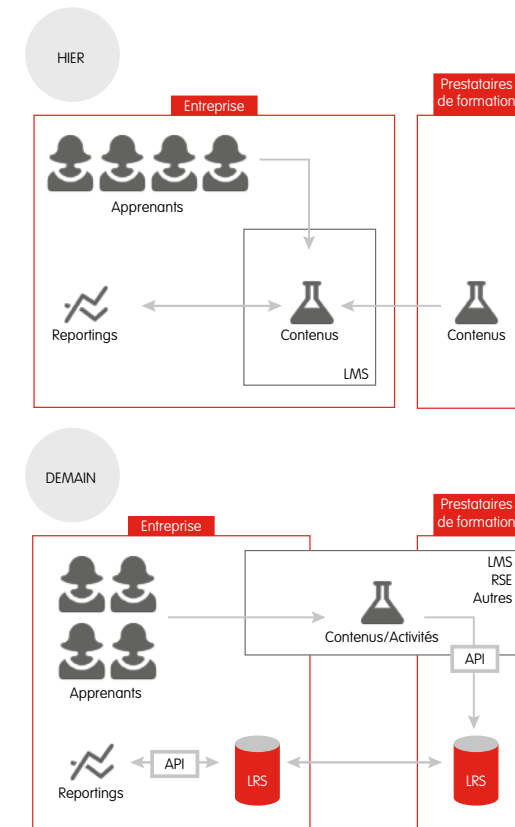 HIER
Entreprise
Prestataires
de formation
Apprenants
Reportings
Contenus
Contenus
LMS
DEMAIN
Entreprise
Prestataires
de formation
LMS
RSE
Autres
Contenus/Activités
API
Apprenants
API
LRS
LRS
Reportings